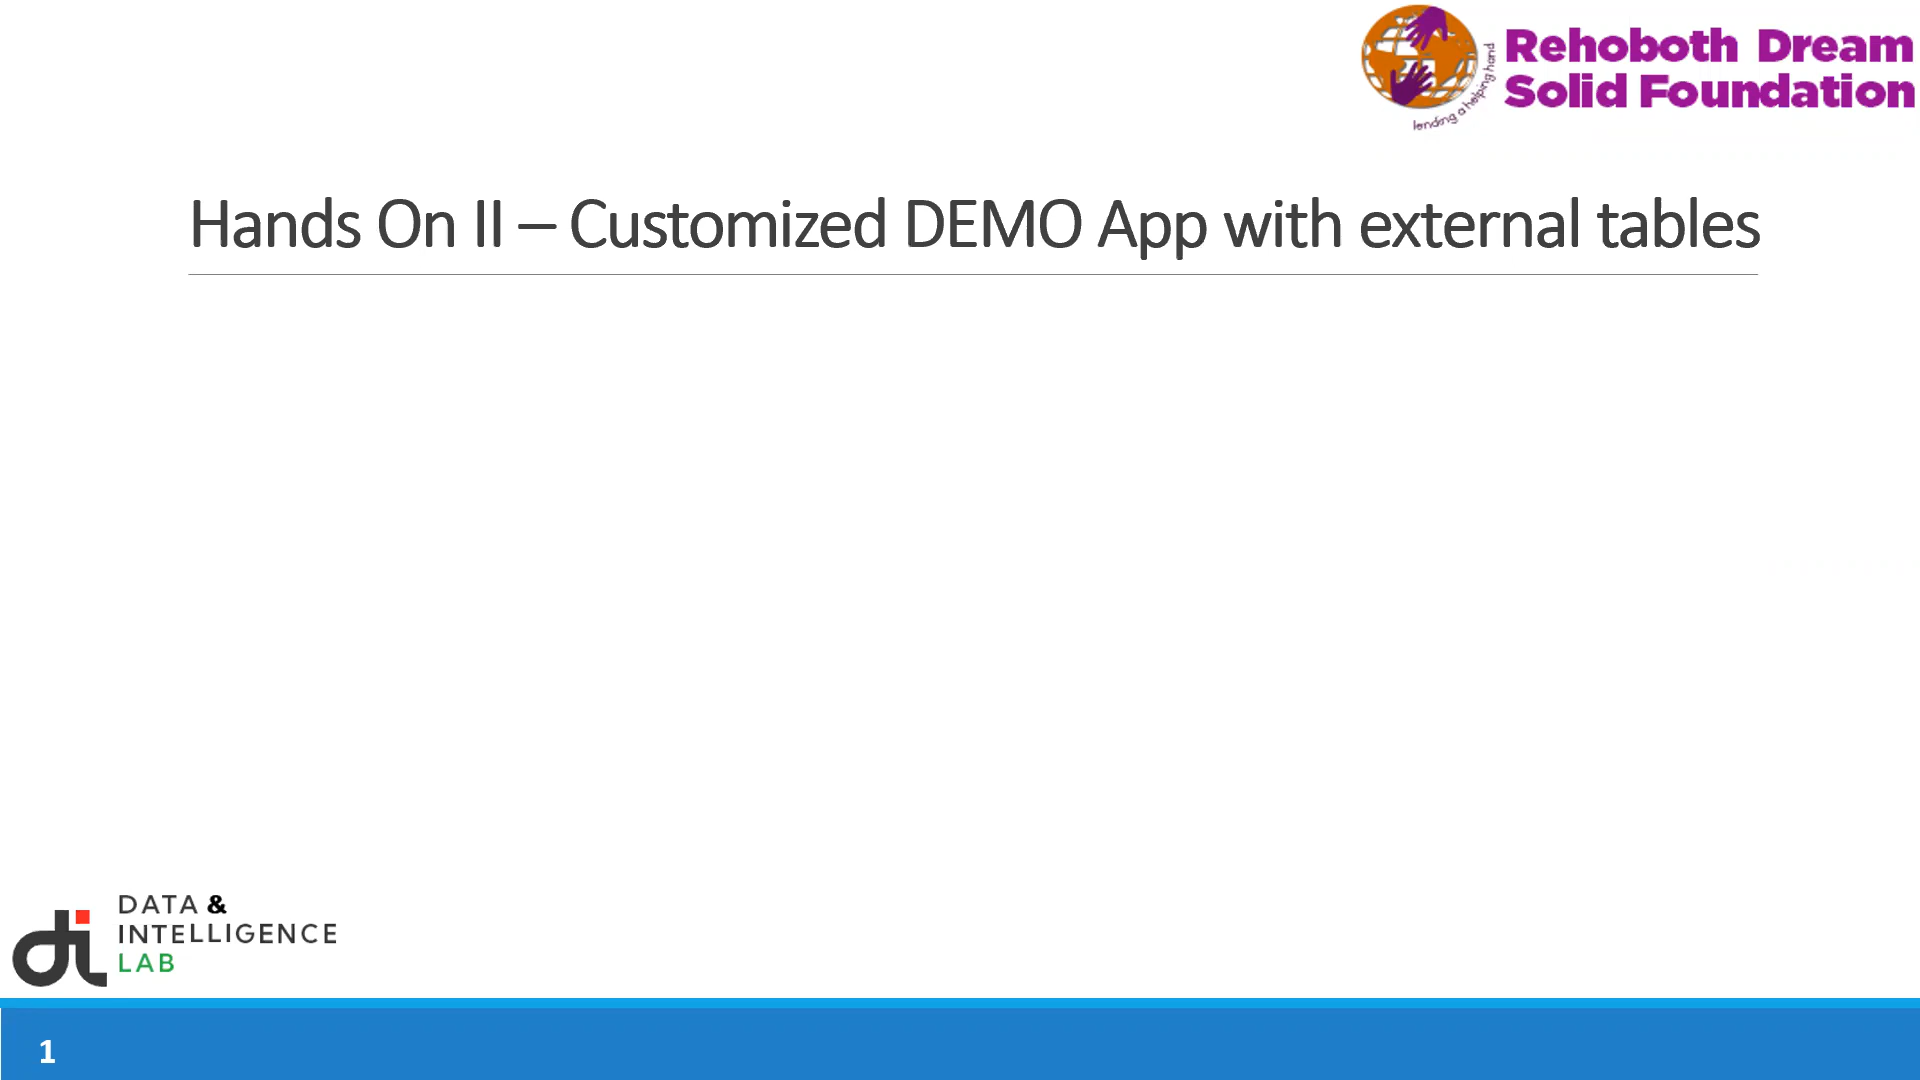 lending a helping hand
Rehoboth Dream
Solid Foundation
Hands On II – Customized DEMO App with external tables
DATA &
INTELLIGENCE
LAB
1